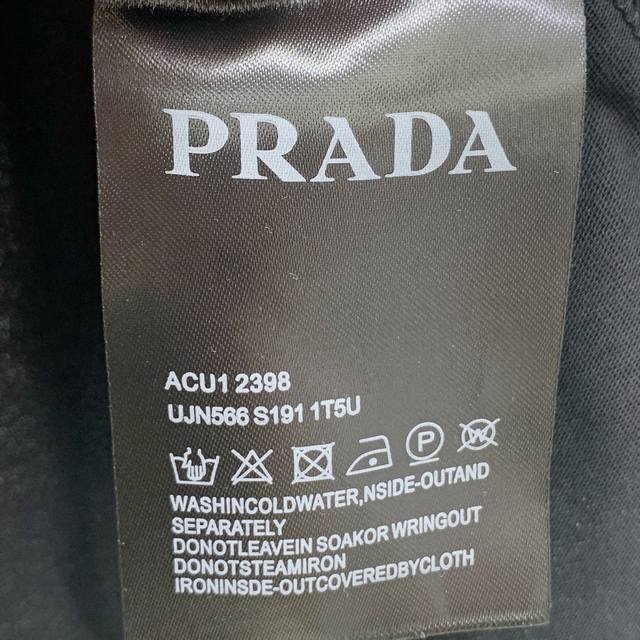 PRADA
ACU1 2398
UJN566 S191 1T5U
P W
WASHINCOLDWATER,NSIDE-OUTAND
SEPARATELY
DONOTLEAVEIN SOAKOR WRINGOUT
DONOTSTEAMIRON
IRONINSDE-OUTCOVEREDBYCLOTH